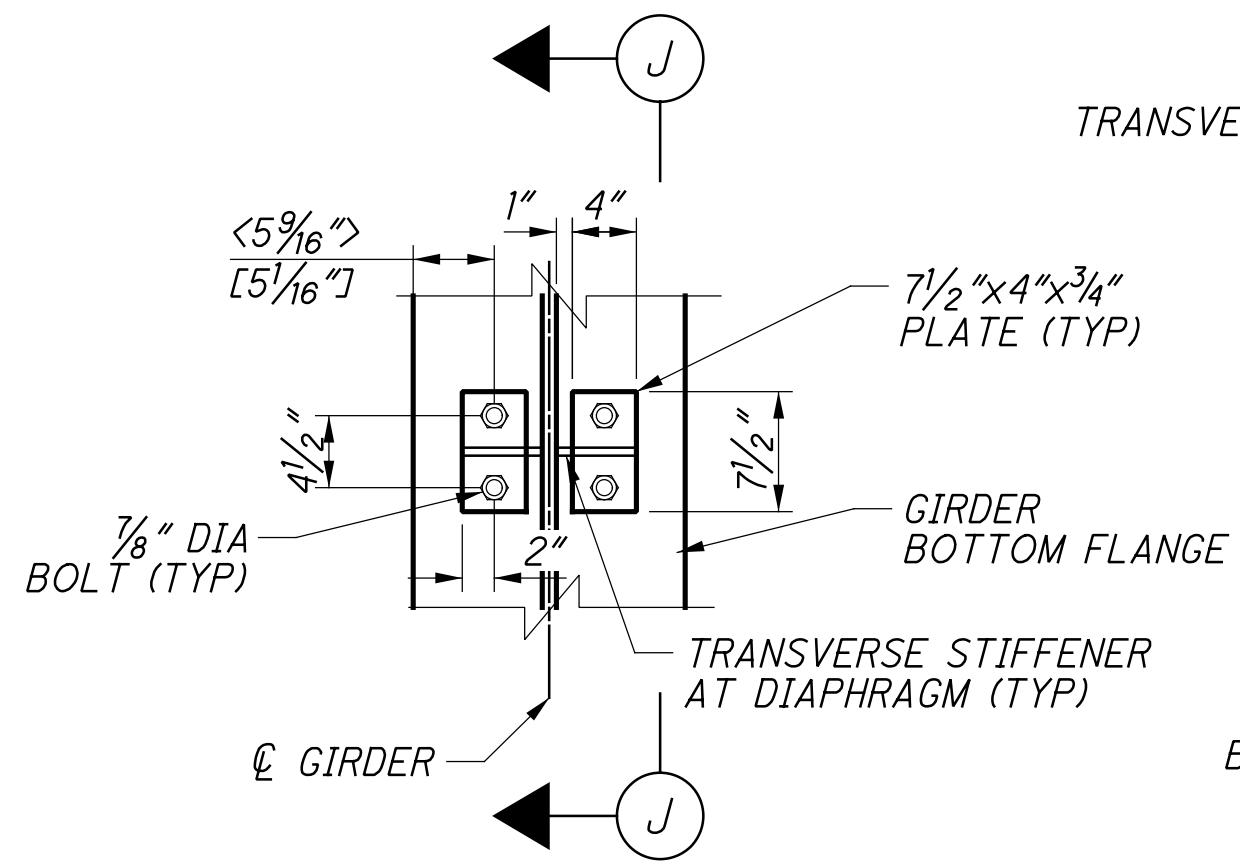 J
TRANSVE
1" 4"
<5 9/16">
[5 1/16"]
7 1/2"x4"x3/4"
PLATE (TYP)
4 1/2"
7 1/2"
GIRDER
BOTTOM FLANGE
7/8" DIA
BOLT (TYP)
2"
TRANSVERSE STIFFENER
AT DIAPHRAGM (TYP)
℄ GIRDER
B
J